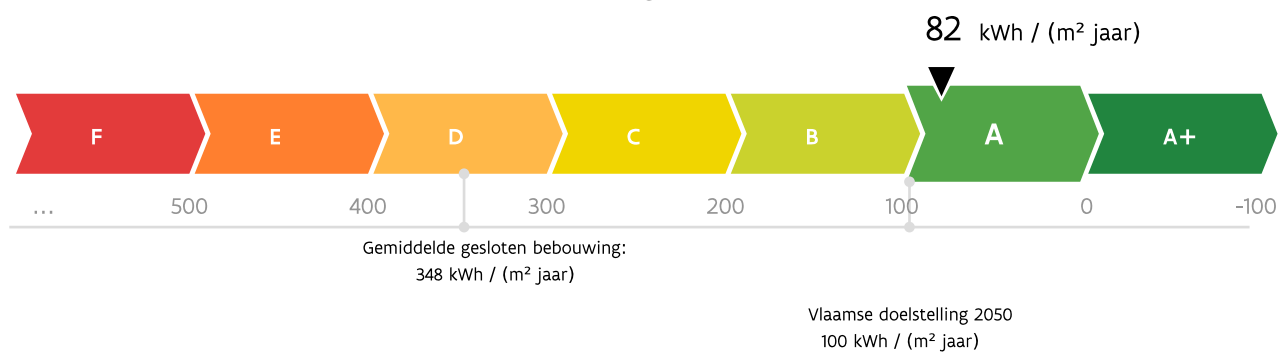 82 kWh / (m² jaar)
F E D C B A A+
... 500 400 300 200 100 0 -100
Gemiddelde gesloten bebouwing:
348 kWh / (m² jaar)
Vlaamse doelstelling 2050
100 kWh / (m² jaar)